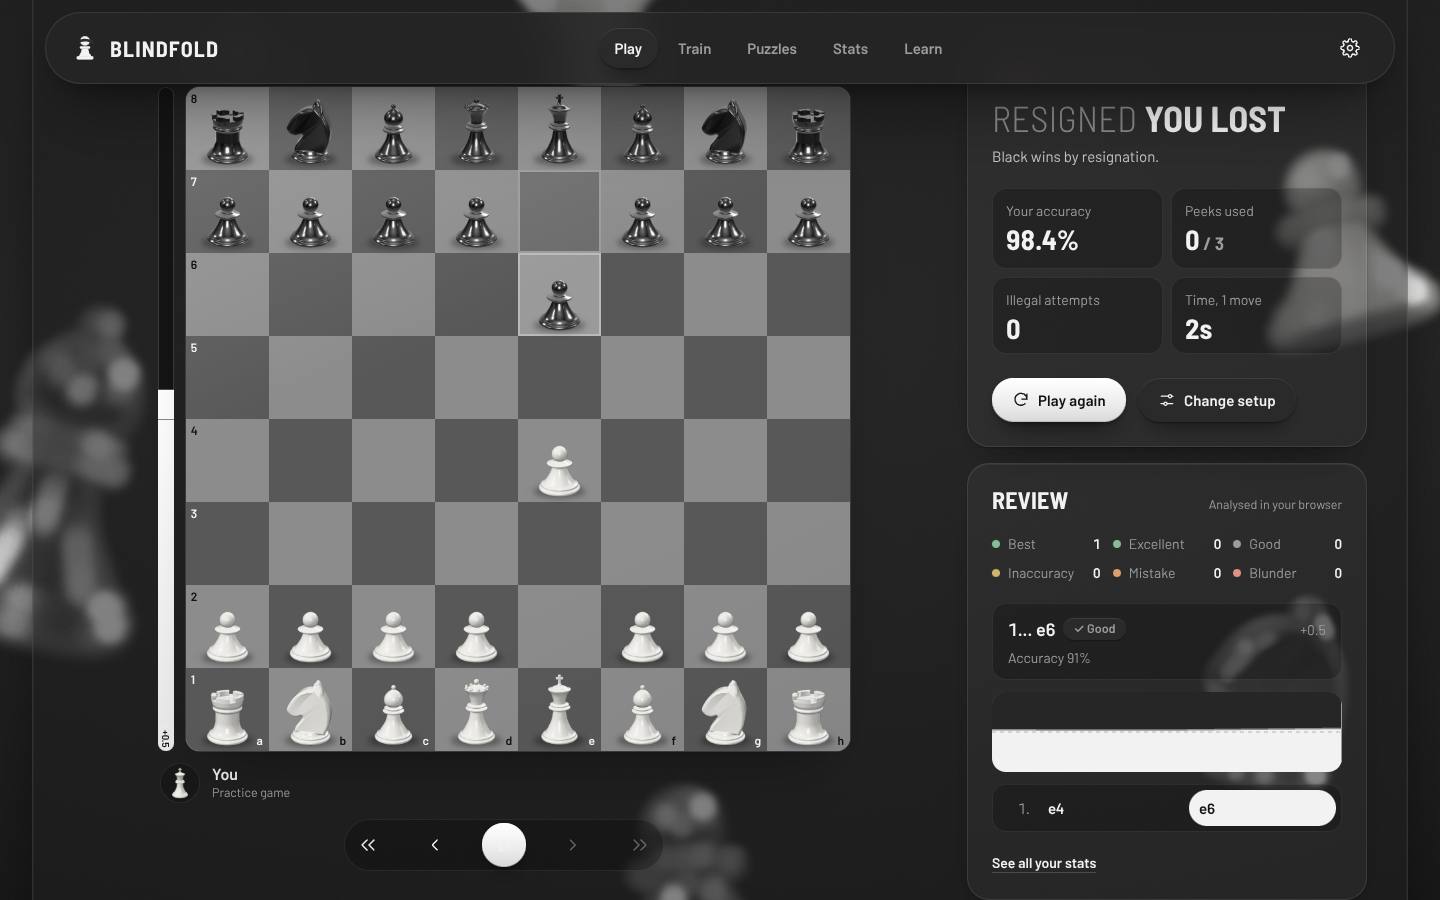 BLINDFOLD
Play
Train
Puzzles
Stats
Learn
RESIGNED YOU LOST
Black wins by resignation.
Your accuracy
98.4%
Peeks used
0 / 3
Illegal attempts
0
Time, 1 move
2s
Play again
Change setup
8
7
6
5
4
3
2
1
a
b
c
d
e
f
g
h
+0.5
You
Practice game
REVIEW
Analysed in your browser
Best 1
Excellent 0
Good 0
Inaccuracy 0
Mistake 0
Blunder 0
1... e6
Good
+0.5
Accuracy 91%
1. e4 e6
See all your stats